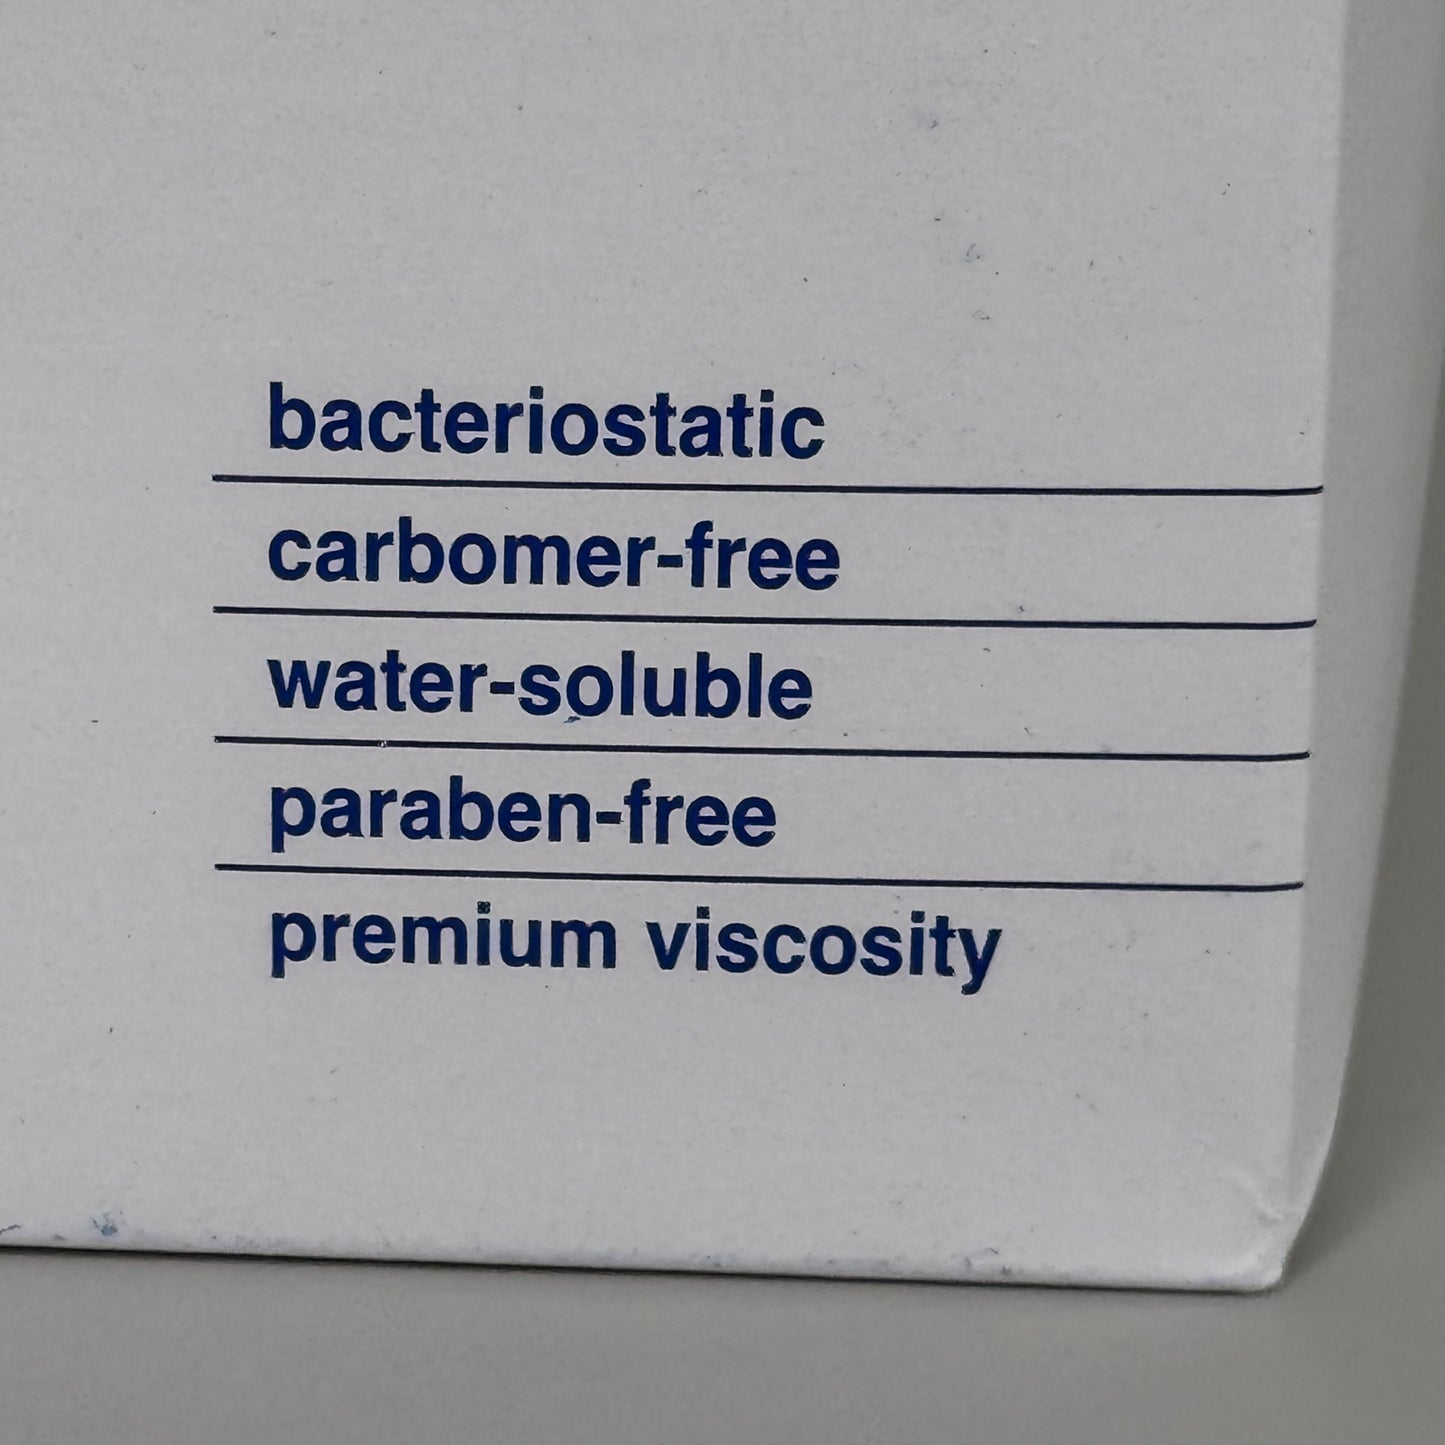 bacteriostatic
carbomer-free
water-soluble
paraben-free
premium viscosity